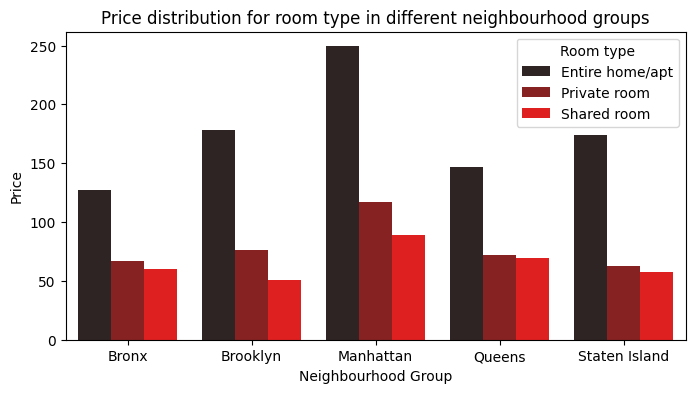 Price distribution for room type in different neighbourhood groups
Room type
Entire home/apt
Private room
Shared room
Price
250
200
150
100
50
0
Bronx
Brooklyn
Manhattan
Queens
Staten Island
Neighbourhood Group